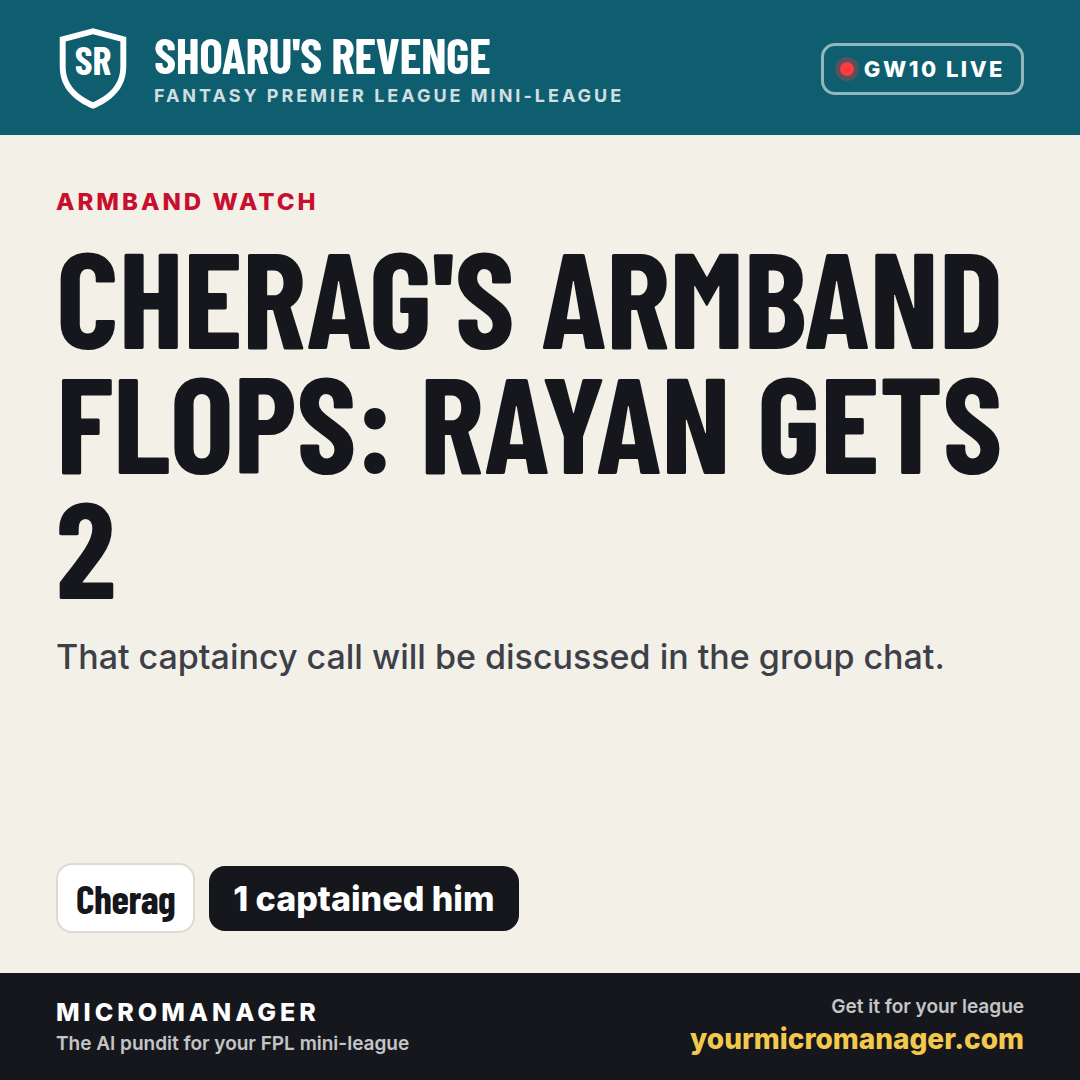 SR
SHOARU'S REVENGE
FANTASY PREMIER LEAGUE MINI-LEAGUE
GW10 LIVE
ARMBAND WATCH
CHERAG'S ARMBAND
FLOPS: RAYAN GETS
2
That captaincy call will be discussed in the group chat.
Cherag
1 captained him
MICROMANAGER
The AI pundit for your FPL mini-league
Get it for your league
yourmicromanager.com